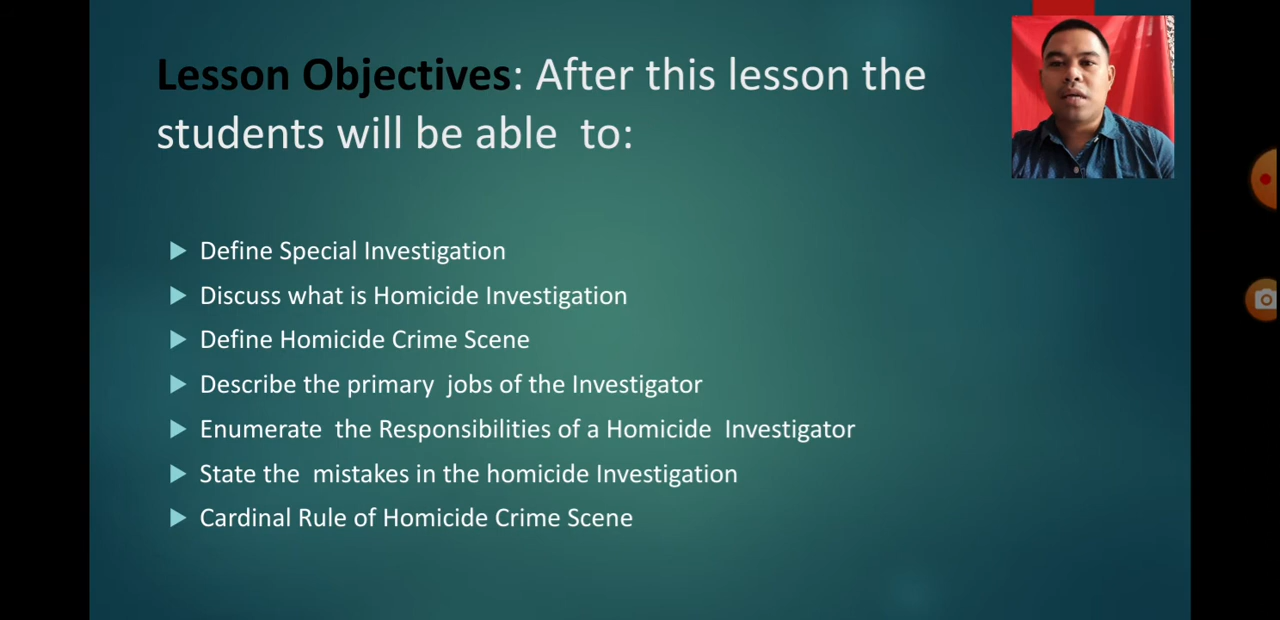 Lesson Objectives: After this lesson the
students will be able to:
Define Special Investigation
Discuss what is Homicide Investigation
Define Homicide Crime Scene
Describe the primary jobs of the Investigator
Enumerate the Responsibilities of a Homicide Investigator
State the mistakes in the homicide Investigation
Cardinal Rule of Homicide Crime Scene